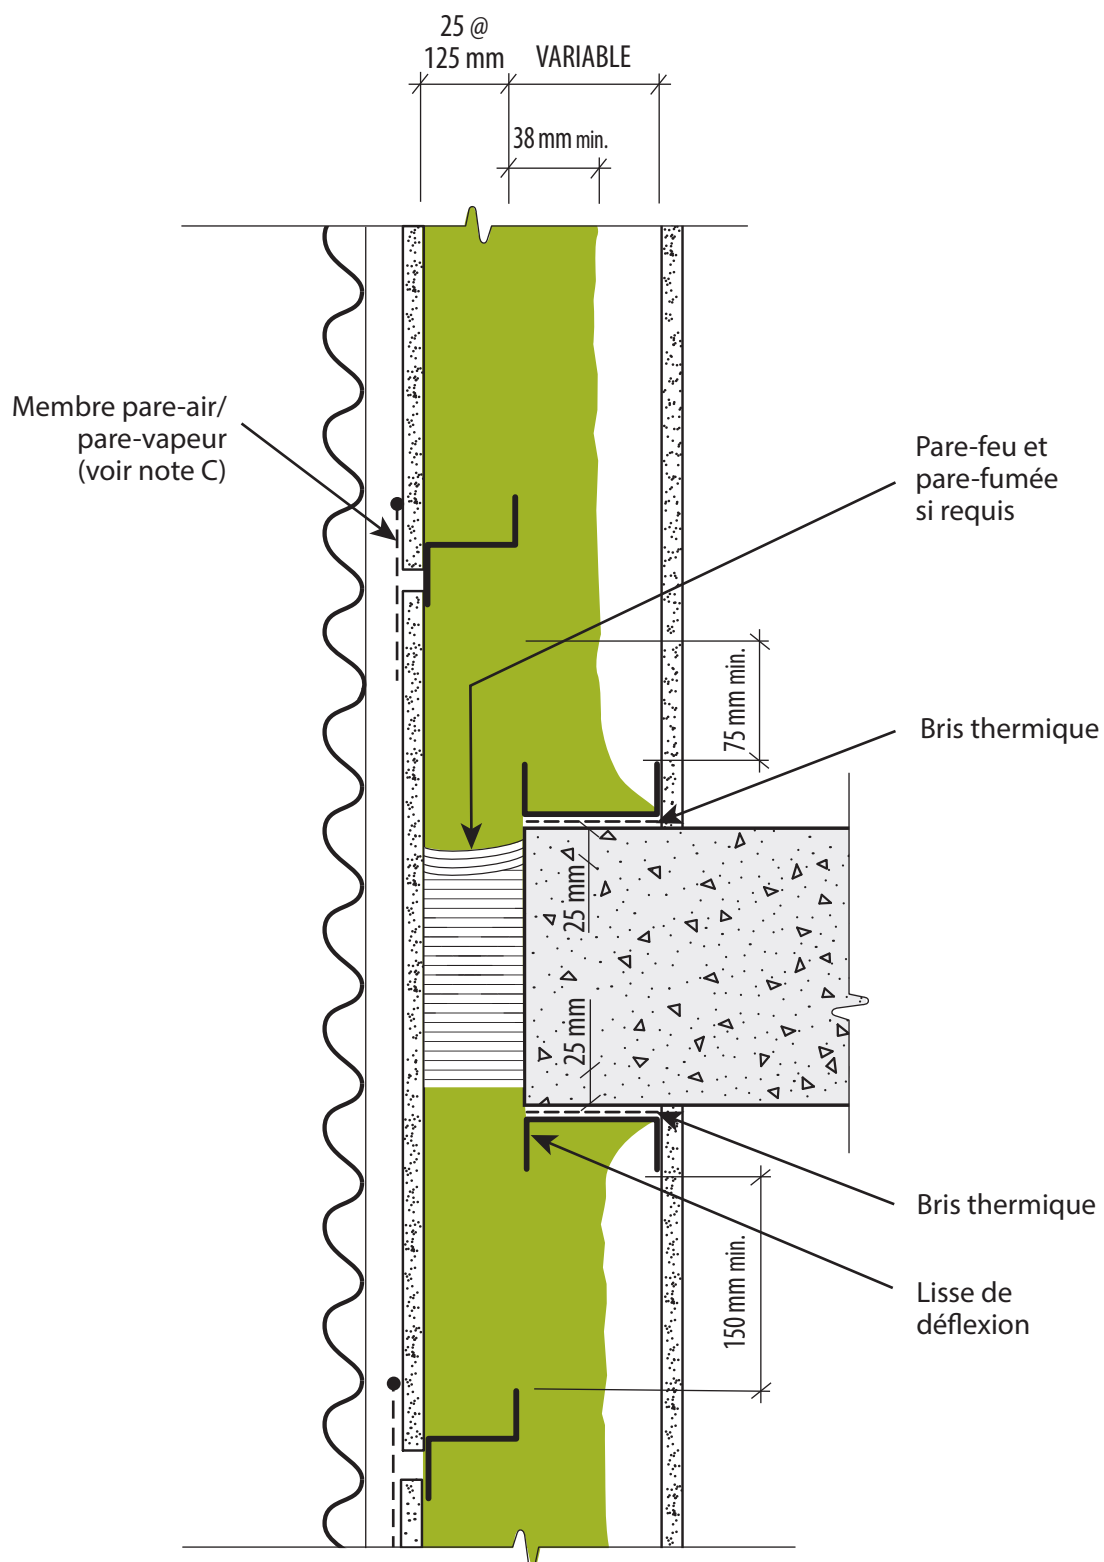 25 @
125 mm
VARIABLE
38 mm min.
Membre pare-air/
pare-vapeur
(voir note C)
Pare-feu et
pare-fumée
si requis
75 mm min.
Bris thermique
25 mm
25 mm
Bris thermique
150 mm min.
Lisse de
déflexion